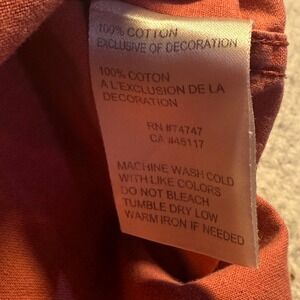 100% COTTON
EXCLUSIVE OF DECORATION
100% COTON
A L'EXCLUSION DE LA
DECORATION
RN #74747
CA #45117
MACHINE WASH COLD
WITH LIKE COLORS
DO NOT BLEACH
TUMBLE DRY LOW
WARM IRON IF NEEDED